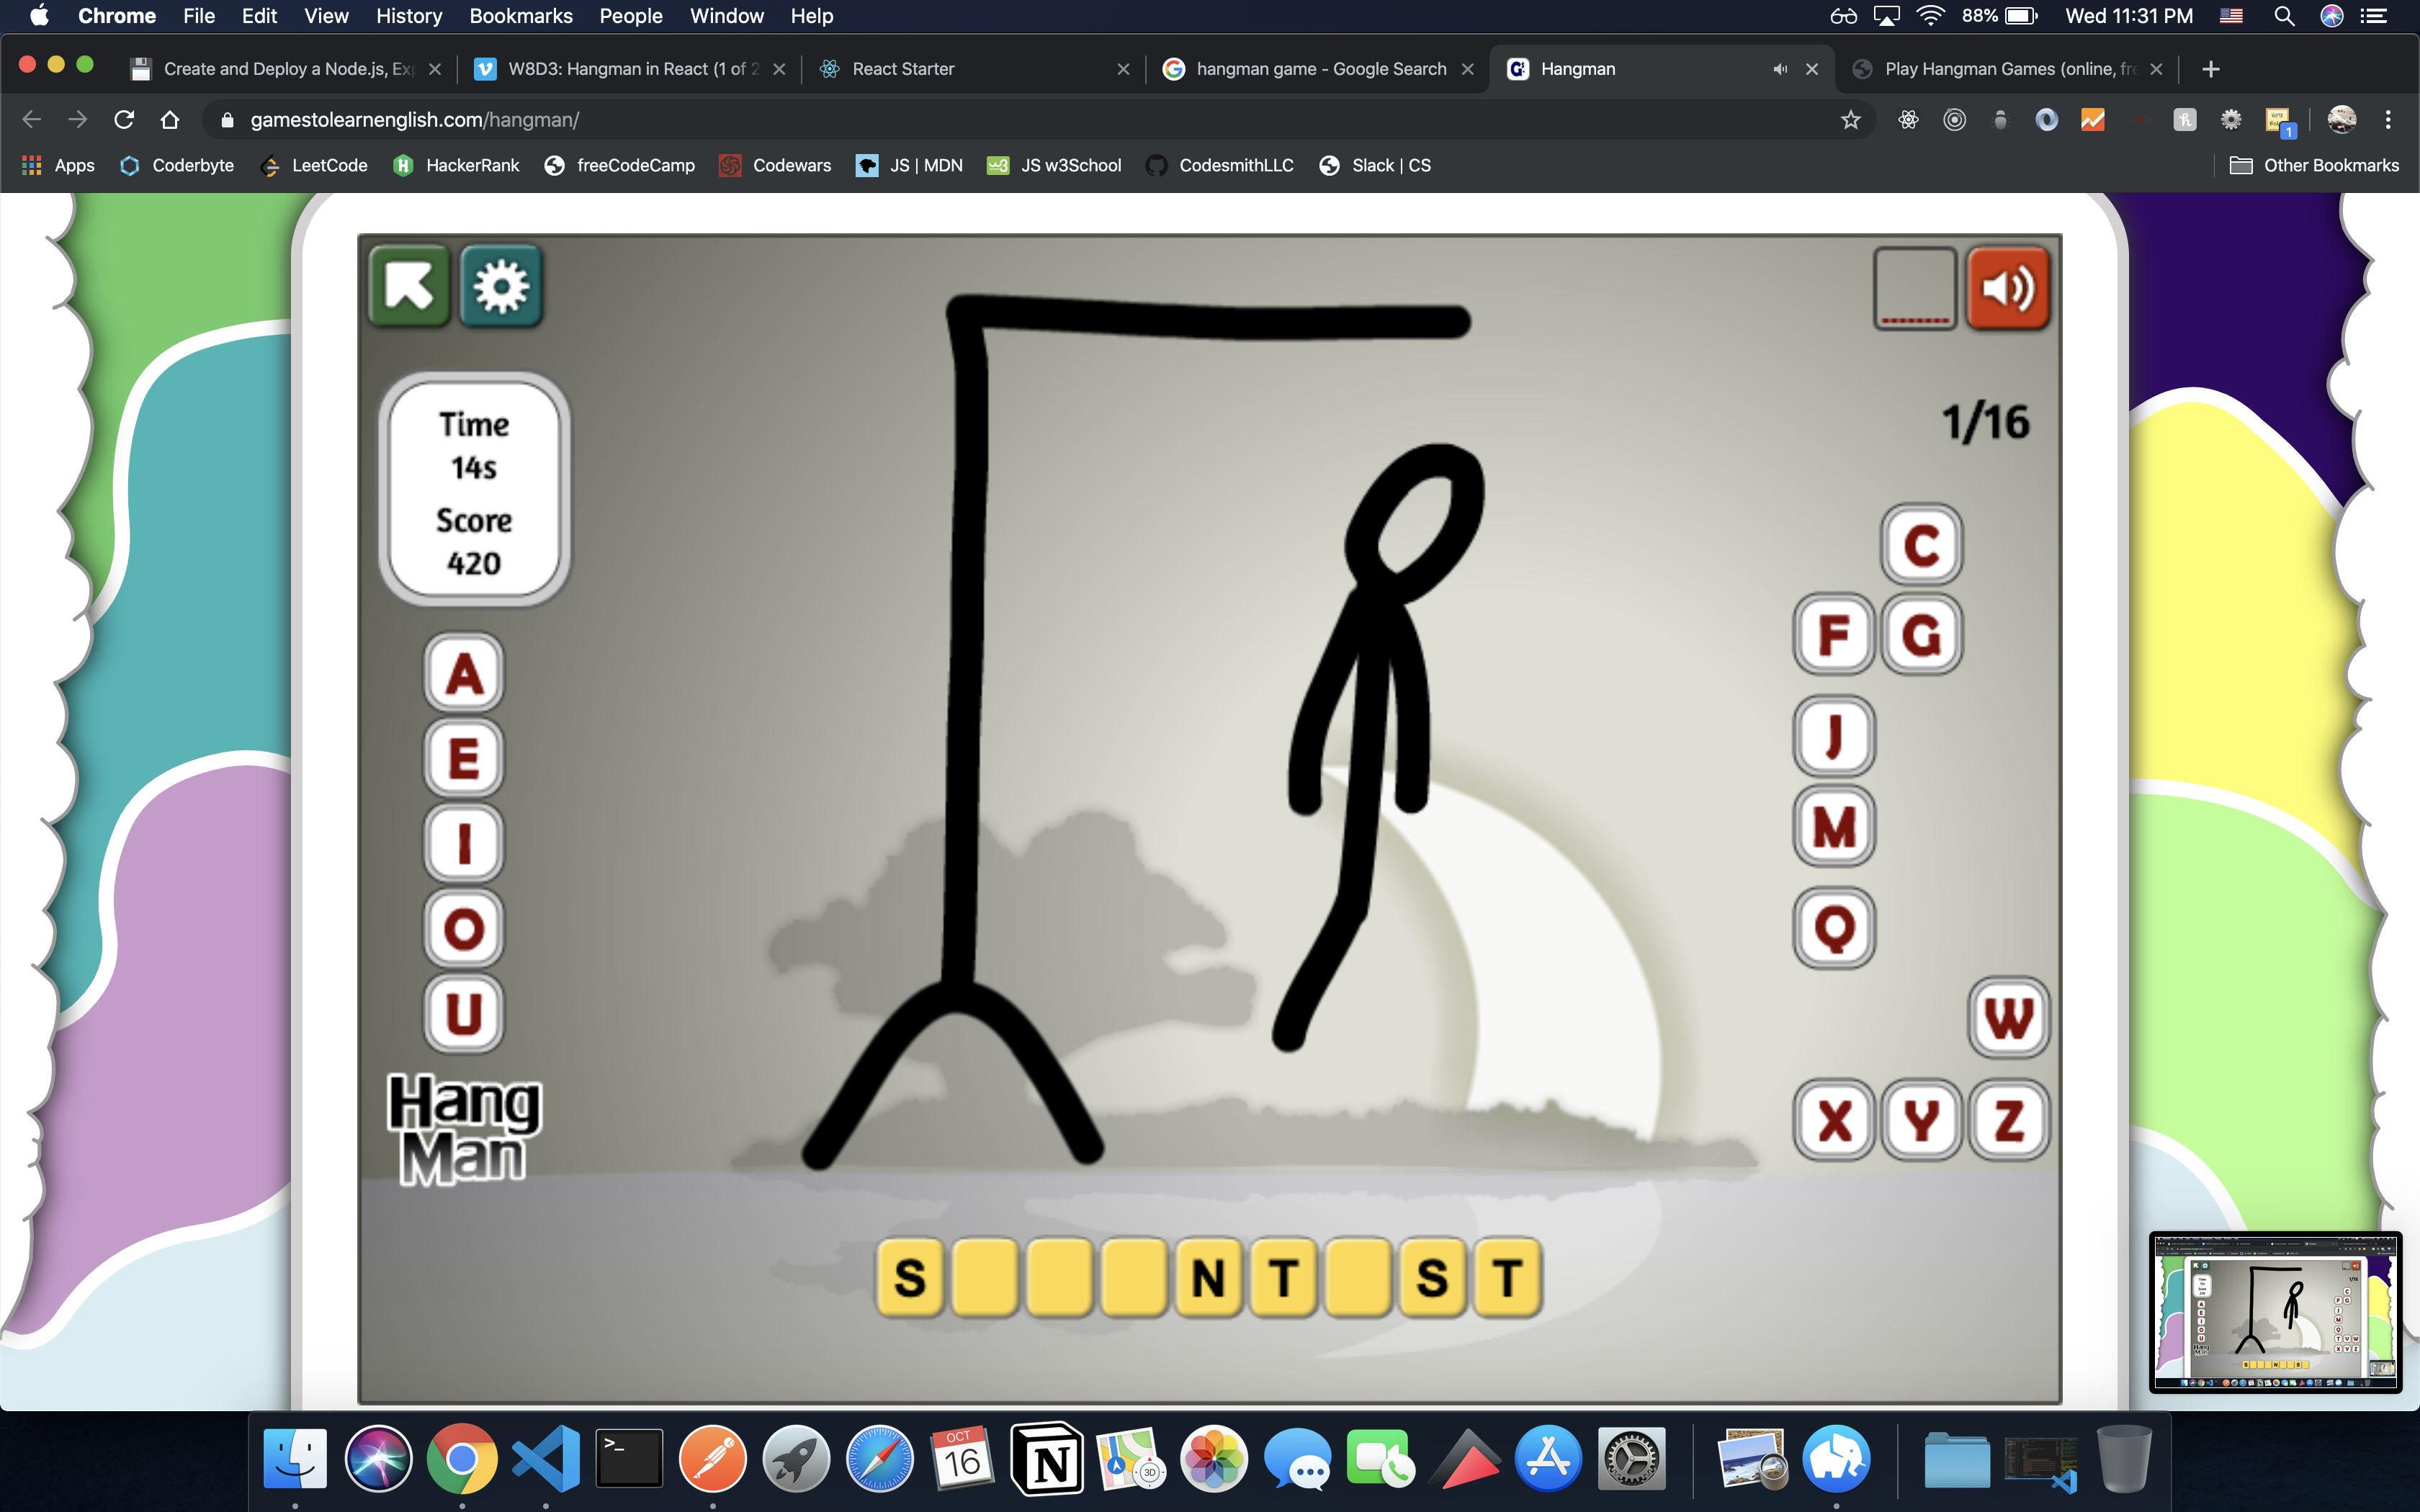 Chrome File Edit View History Bookmarks People Window Help 88% Wed 11:31 PM
Create and Deploy a Node.js, Ex W8D3: Hangman in React (1 of 2 React Starter hangman game - Google Search Hangman Play Hangman Games (online, fre
gamestolearnenglish.com/hangman/
1
Apps Coderbyte LeetCode HackerRank freeCodeCamp Codewars JS | MDN JS w3School CodesmithLLC Slack | CS Other Bookmarks
Time
14s
Score
420
1/16
A
E
I
O
U
C
F G
J
M
Q
W
X Y Z
Hang
Man
S N T S T
OCT
16
3D